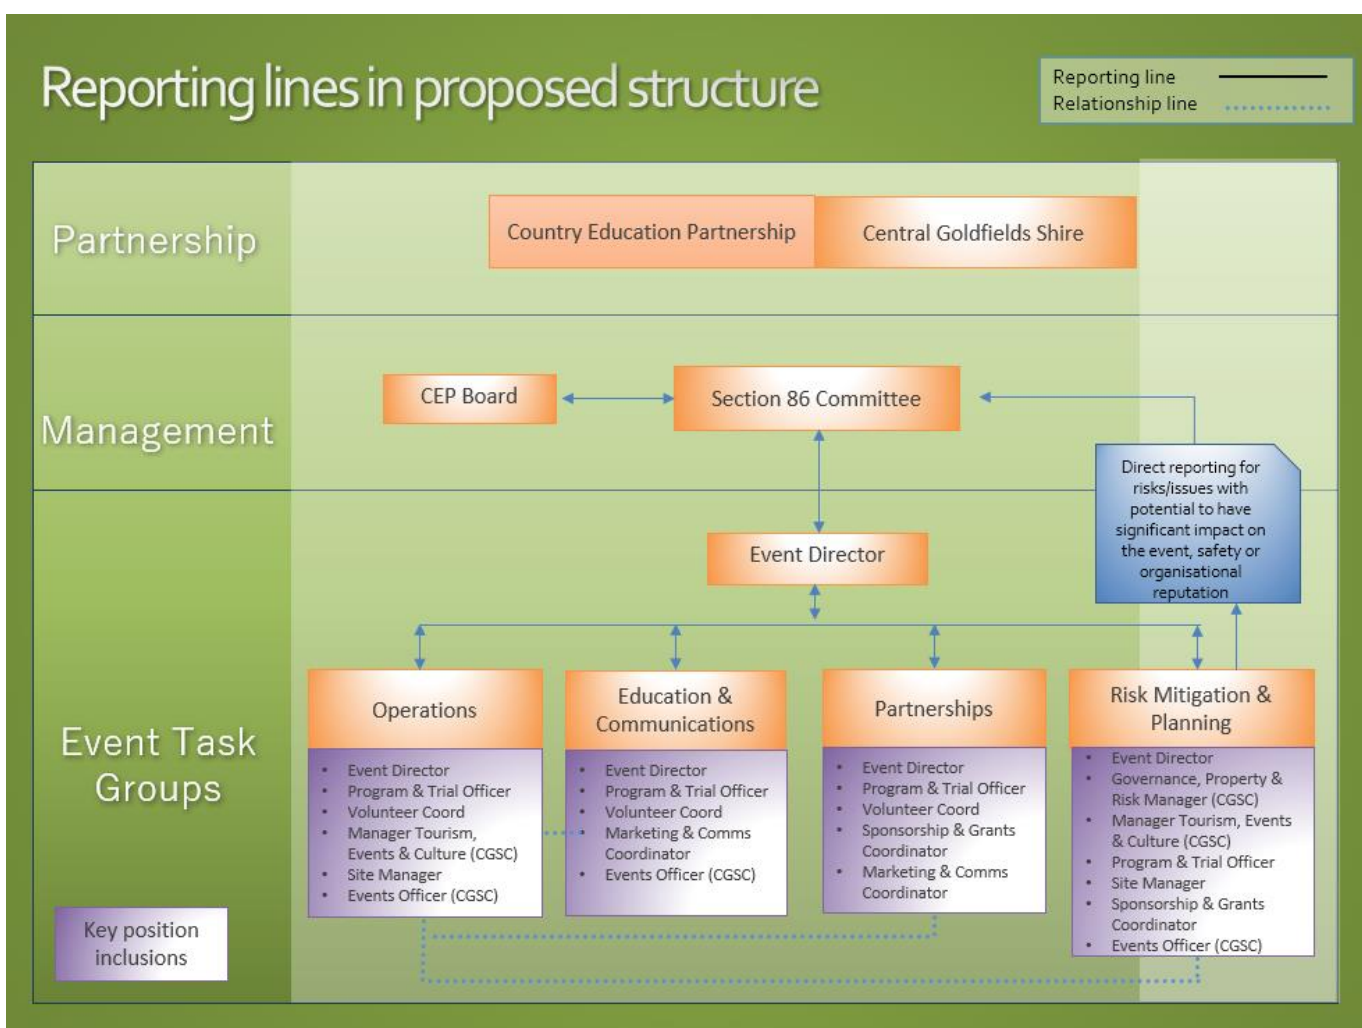 Reporting lines in proposed structure
Reporting line
Relationship line
Partnership
Country Education Partnership
Central Goldfields Shire
Management
CEP Board
Section 86 Committee
Direct reporting for
risks/issues with
potential to have
significant impact on
the event, safety or
organisational
reputation
Event Director
Event Task
Groups
Operations
• Event Director
• Program & Trial Officer
• Volunteer Coord
• Manager Tourism,
Events & Culture (CGSC)
• Site Manager
• Events Officer (CGSC)
Education &
Communications
• Event Director
• Program & Trial Officer
• Volunteer Coord
• Marketing & Comms
Coordinator
• Events Officer (CGSC)
Partnerships
• Event Director
• Program & Trial Officer
• Volunteer Coord
• Sponsorship & Grants
Coordinator
• Marketing & Comms
Coordinator
Risk Mitigation &
Planning
• Event Director
• Governance, Property &
Risk Manager (CGSC)
• Manager Tourism, Events
& Culture (CGSC)
• Program & Trial Officer
• Site Manager
• Sponsorship & Grants
Coordinator
• Events Officer (CGSC)
Key position
inclusions